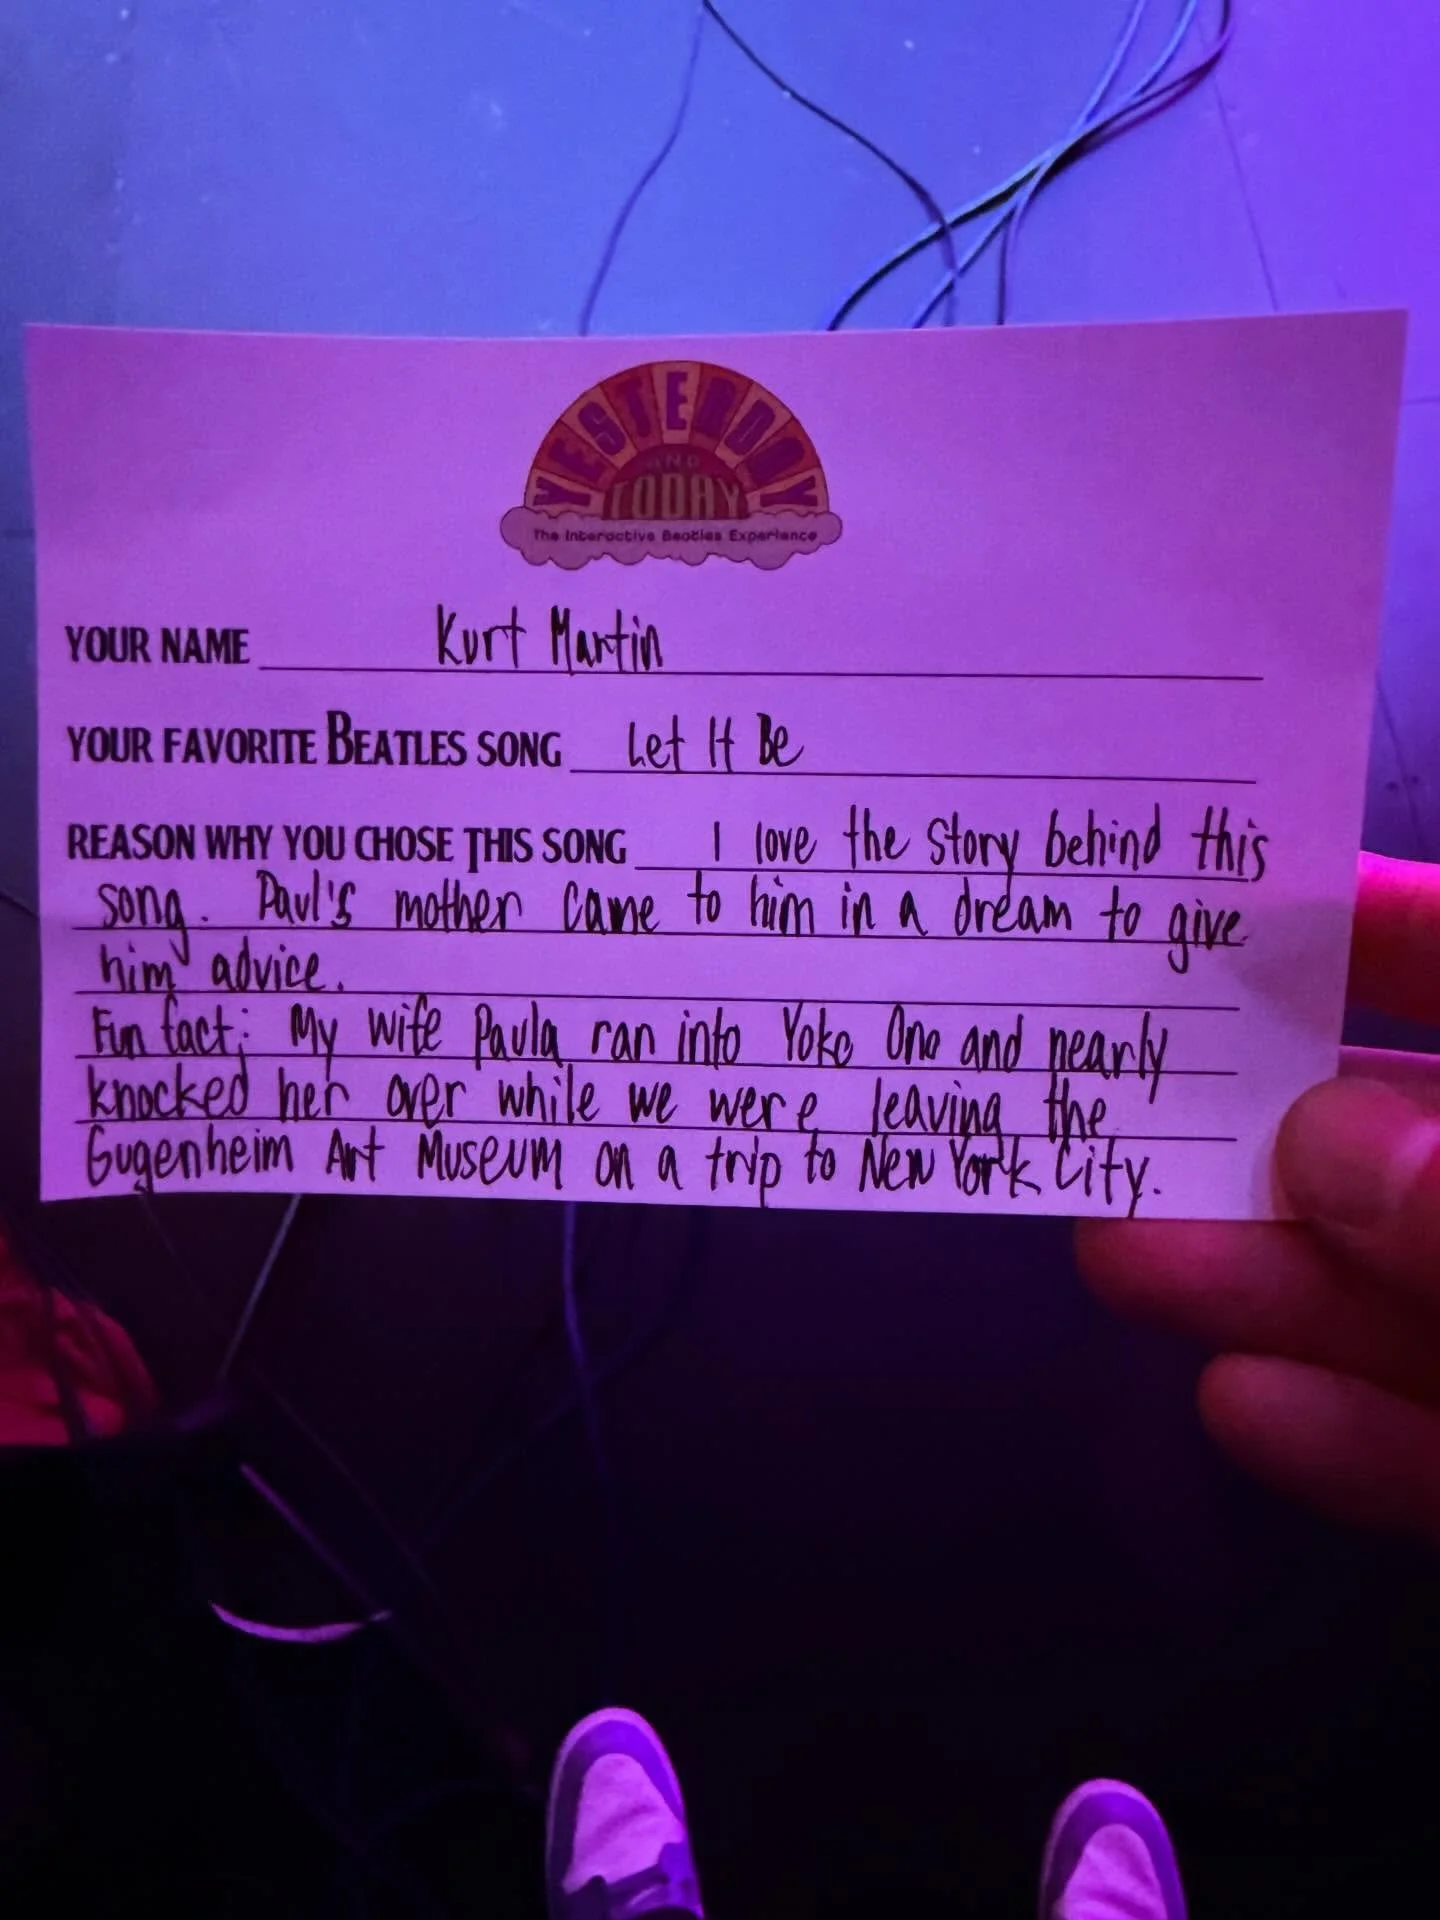 YESTERDAY
AND
TODAY
The Interactive Beatles Experience
YOUR NAME Kurt Martin
YOUR FAVORITE BEATLES SONG Let It Be
REASON WHY YOU CHOSE THIS SONG I love the story behind this
song. Paul's mother came to him in a dream to give
him advice.
Fun fact: My wife Paula ran into Yoko Ono and nearly
knocked her over while we were leaving the
Gugenheim Art Museum on a trip to New York City.